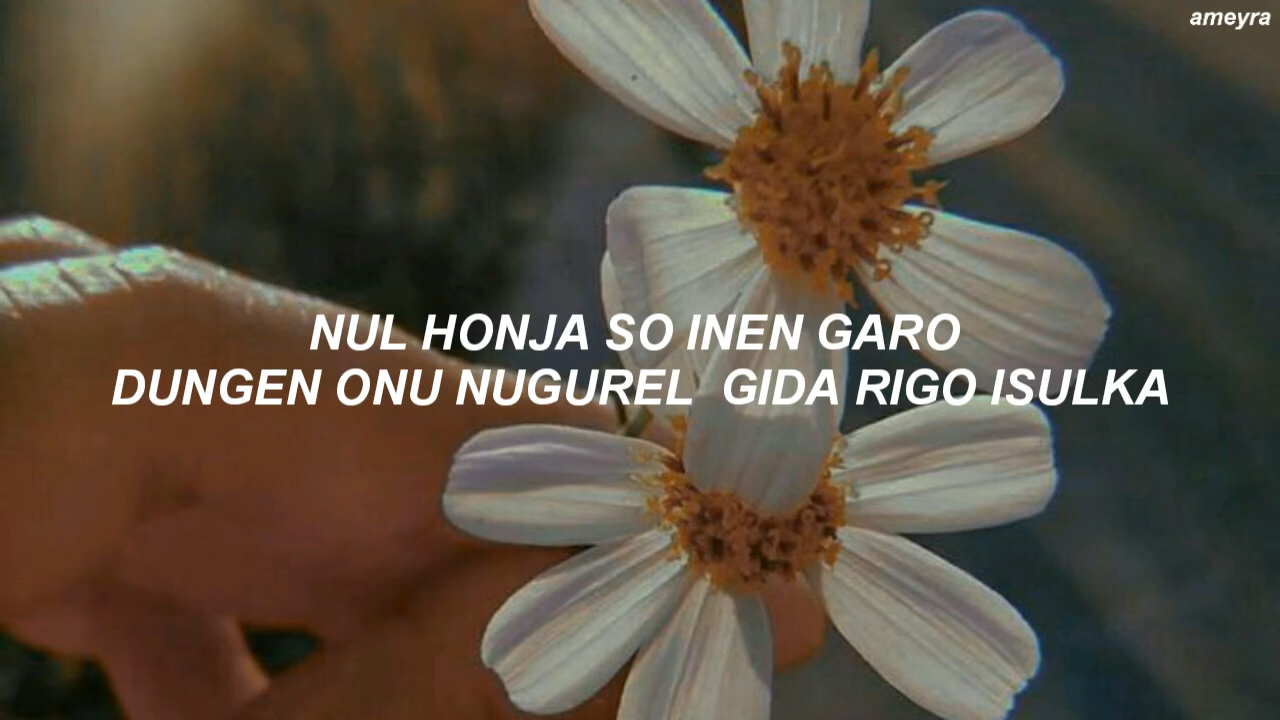 ameyra
NUL HONJA SO INEN GARO
DUNGEN ONU NUGUREL  GIDA RIGO ISULKA